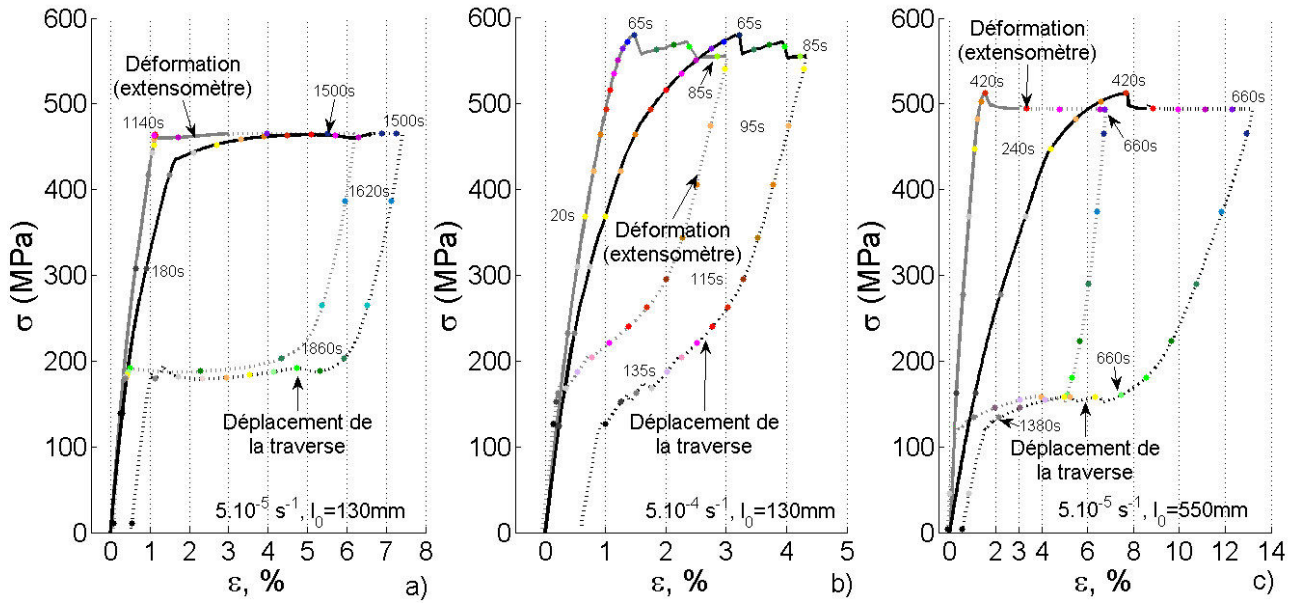 600
500
400
300
200
100
0
σ (MPa)
Déformation
(extensomètre)
1140s
1500s
1500s
1620s
180s
1860s
Déplacement de
la traverse
5.10⁻⁵ s⁻¹, l₀=130mm
0 1 2 3 4 5 6 7 8
ε, %
a)
600
500
400
300
200
100
0
σ (MPa)
65s
65s
85s
85s
95s
20s
Déformation
(extensomètre)
115s
135s
Déplacement de
la traverse
5.10⁻⁴ s⁻¹, l₀=130mm
0 1 2 3 4 5
ε, %
b)
600
500
400
300
200
100
0
σ (MPa)
Déformation
(extensomètre)
420s
420s
660s
240s
660s
660s
1380s
Déplacement de
la traverse
5.10⁻⁵ s⁻¹, l₀=550mm
0 2 3 4 6 8 10 12 14
ε, %
c)